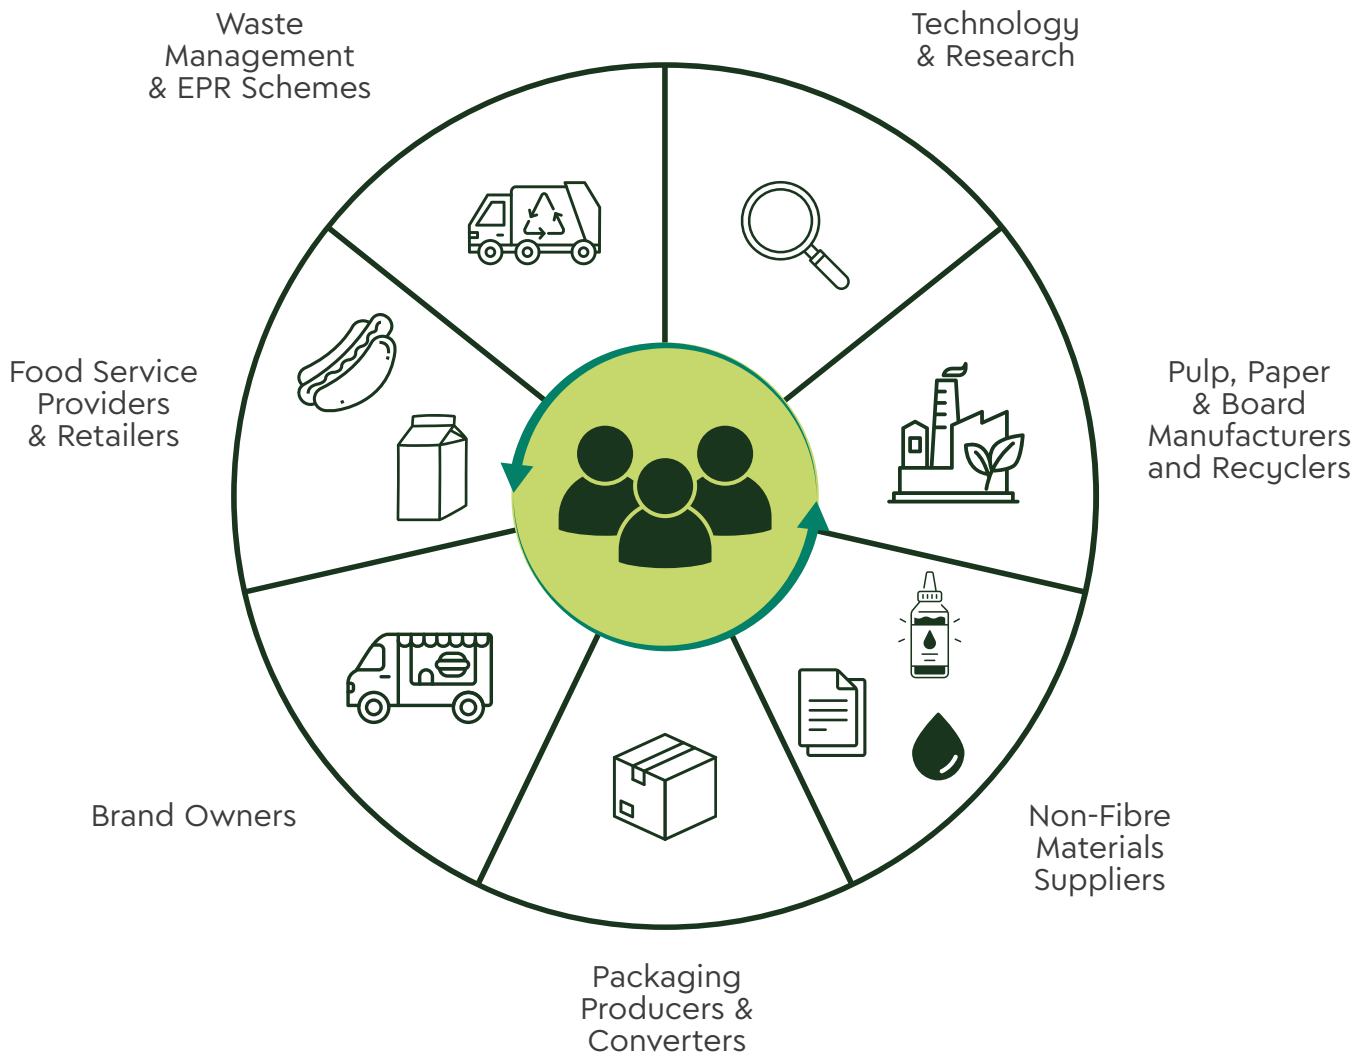 Waste
Management
& EPR Schemes
Technology
& Research
Food Service
Providers
& Retailers
Pulp, Paper
& Board
Manufacturers
and Recyclers
Brand Owners
Non-Fibre
Materials
Suppliers
Packaging
Producers &
Converters